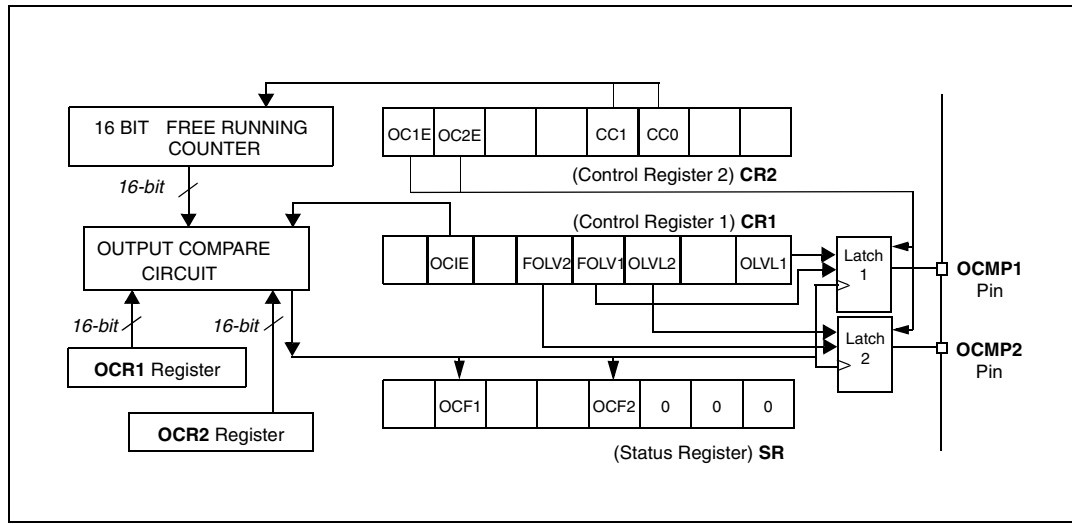 16 BIT FREE RUNNING
COUNTER
OC1E OC2E CC1 CC0
(Control Register 2) CR2
16-bit
(Control Register 1) CR1
OUTPUT COMPARE
CIRCUIT
OCIE FOLV2 FOLV1 OLVL2 OLVL1
Latch
1
OCMP1
Pin
16-bit 16-bit
OCR1 Register
Latch
2
OCMP2
Pin
OCF1 OCF2 0 0 0
OCR2 Register
(Status Register) SR